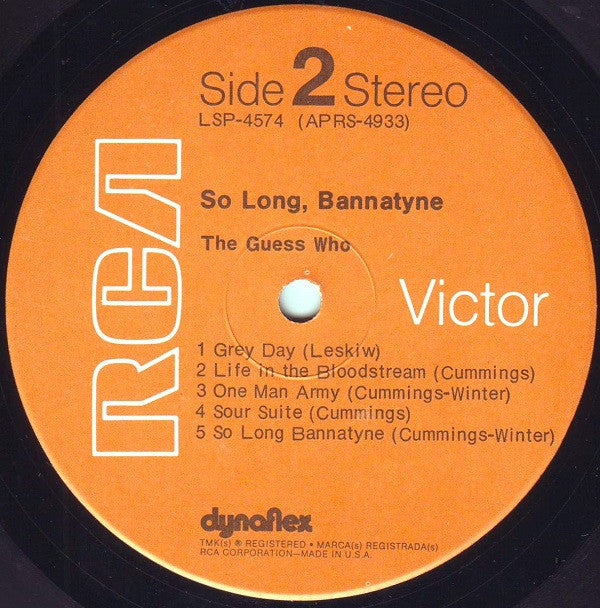 Side 2 Stereo
LSP-4574 (APRS-4933)
RCA
So Long, Bannatyne
The Guess Who
Victor
1 Grey Day (Leskiw)
2 Life in the Bloodstream (Cummings)
3 One Man Army (Cummings-Winter)
4 Sour Suite (Cummings)
5 So Long Bannatyne (Cummings-Winter)
dynaflex
TMK(s) ® REGISTERED • MARCA(s) REGISTRADA(s)
RCA CORPORATION—MADE IN U.S.A.